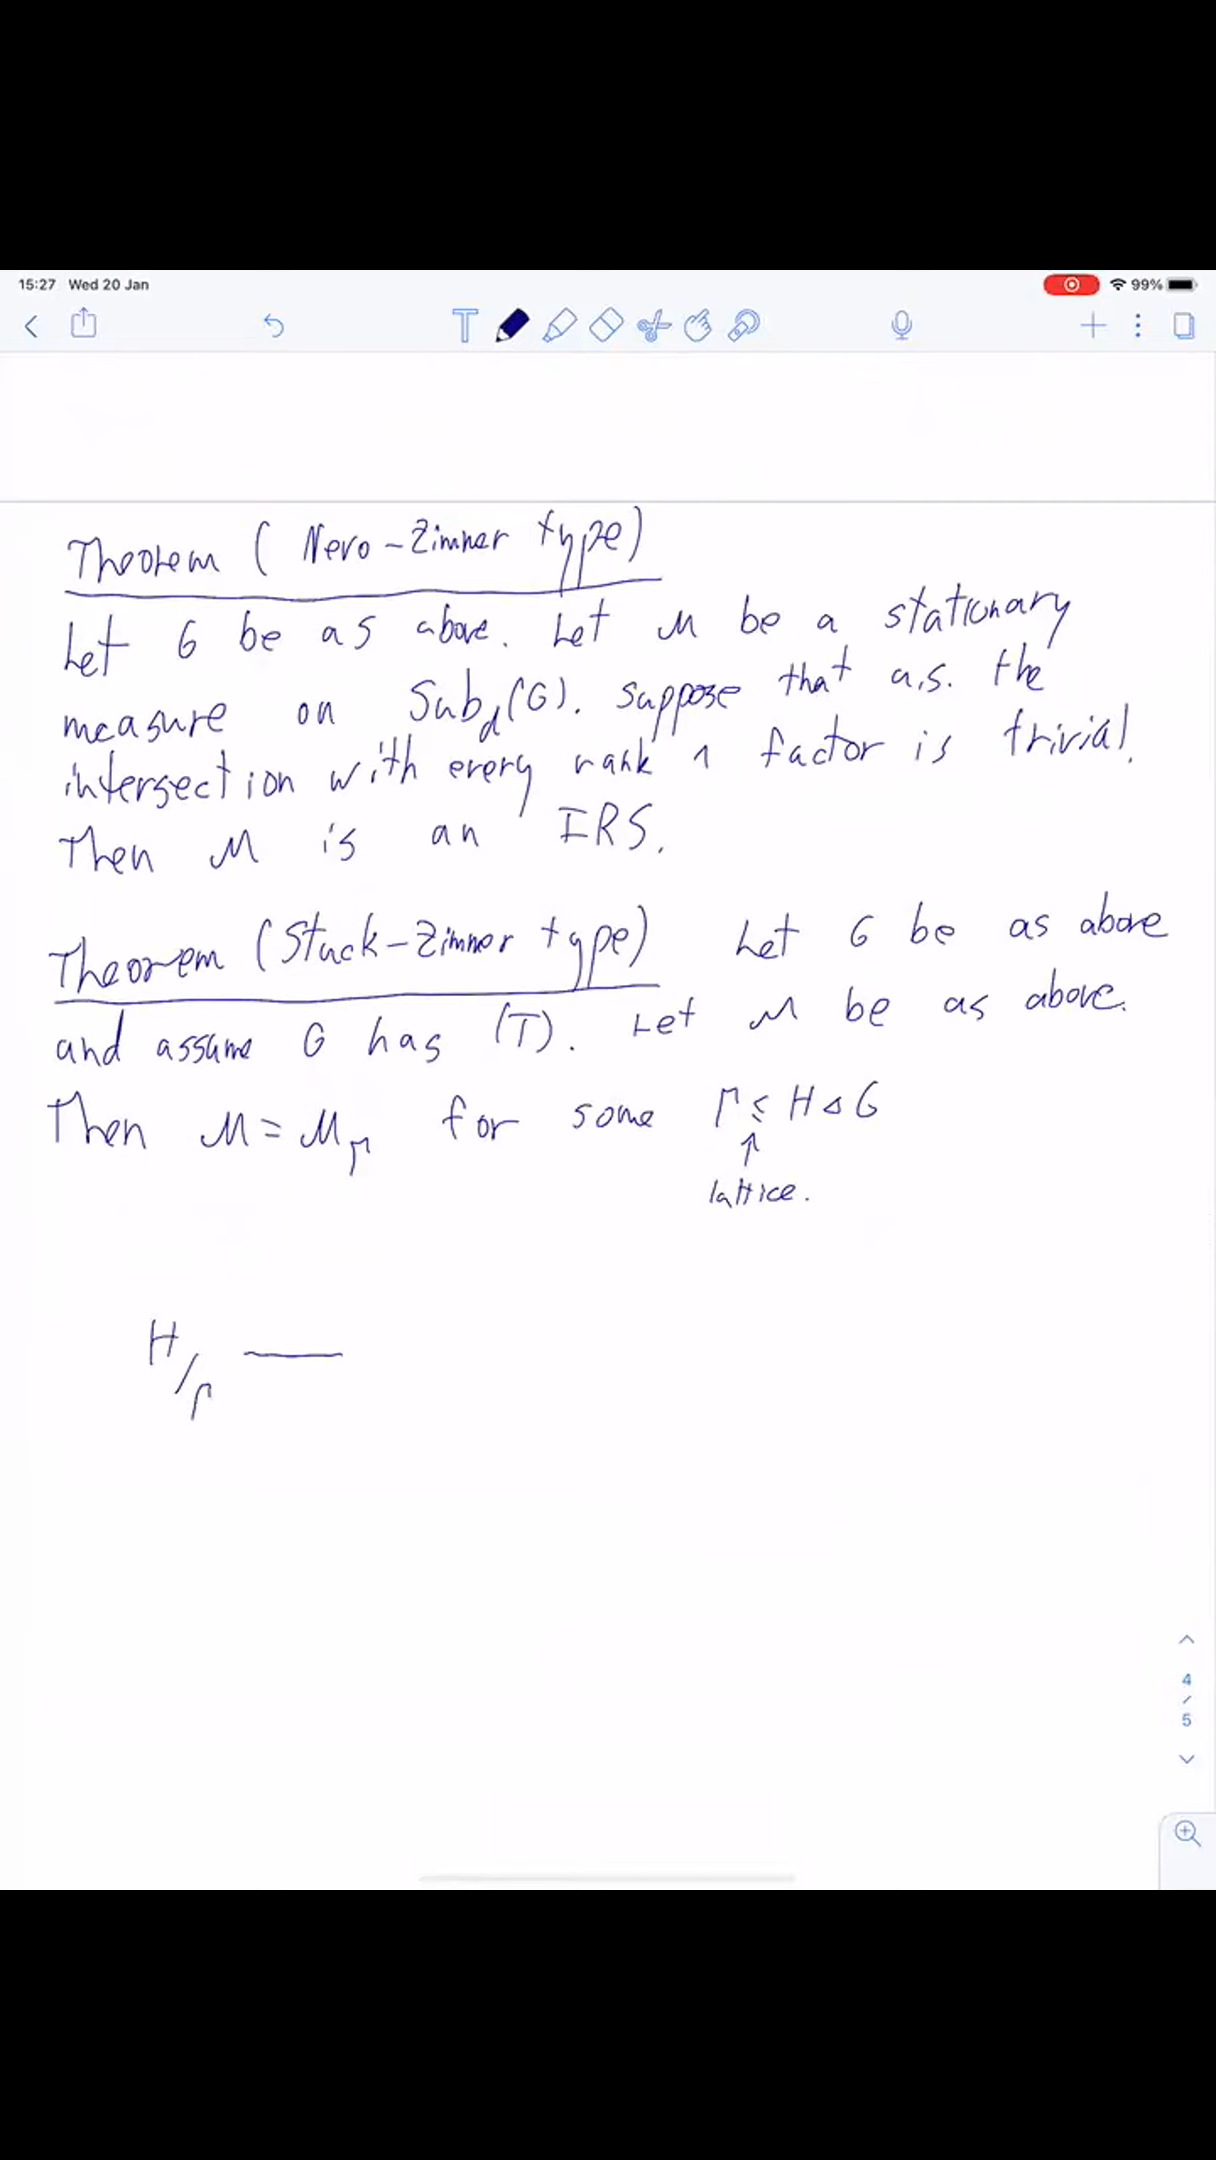 15:27 Wed 20 Jan
99%
T
Theorem (Nevo-Zimmer type)
Let G be as above. Let μ be a stationary
measure on Sub_d(G). Suppose that a.s. the
intersection with every rank 1 factor is trivial.
Then μ is an IRS.
Theorem (Stuck-Zimmer type) Let G be as above
and assume G has (T). Let μ be as above.
Then μ = μ_Γ for some Γ ≤ H ◁ G
↑
lattice.
H/Γ
4
/
5